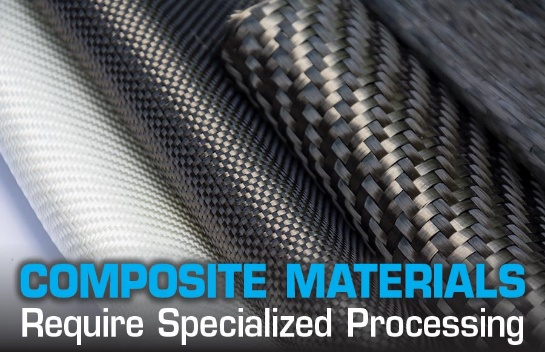 COMPOSITE MATERIALS
Require Specialized Processing